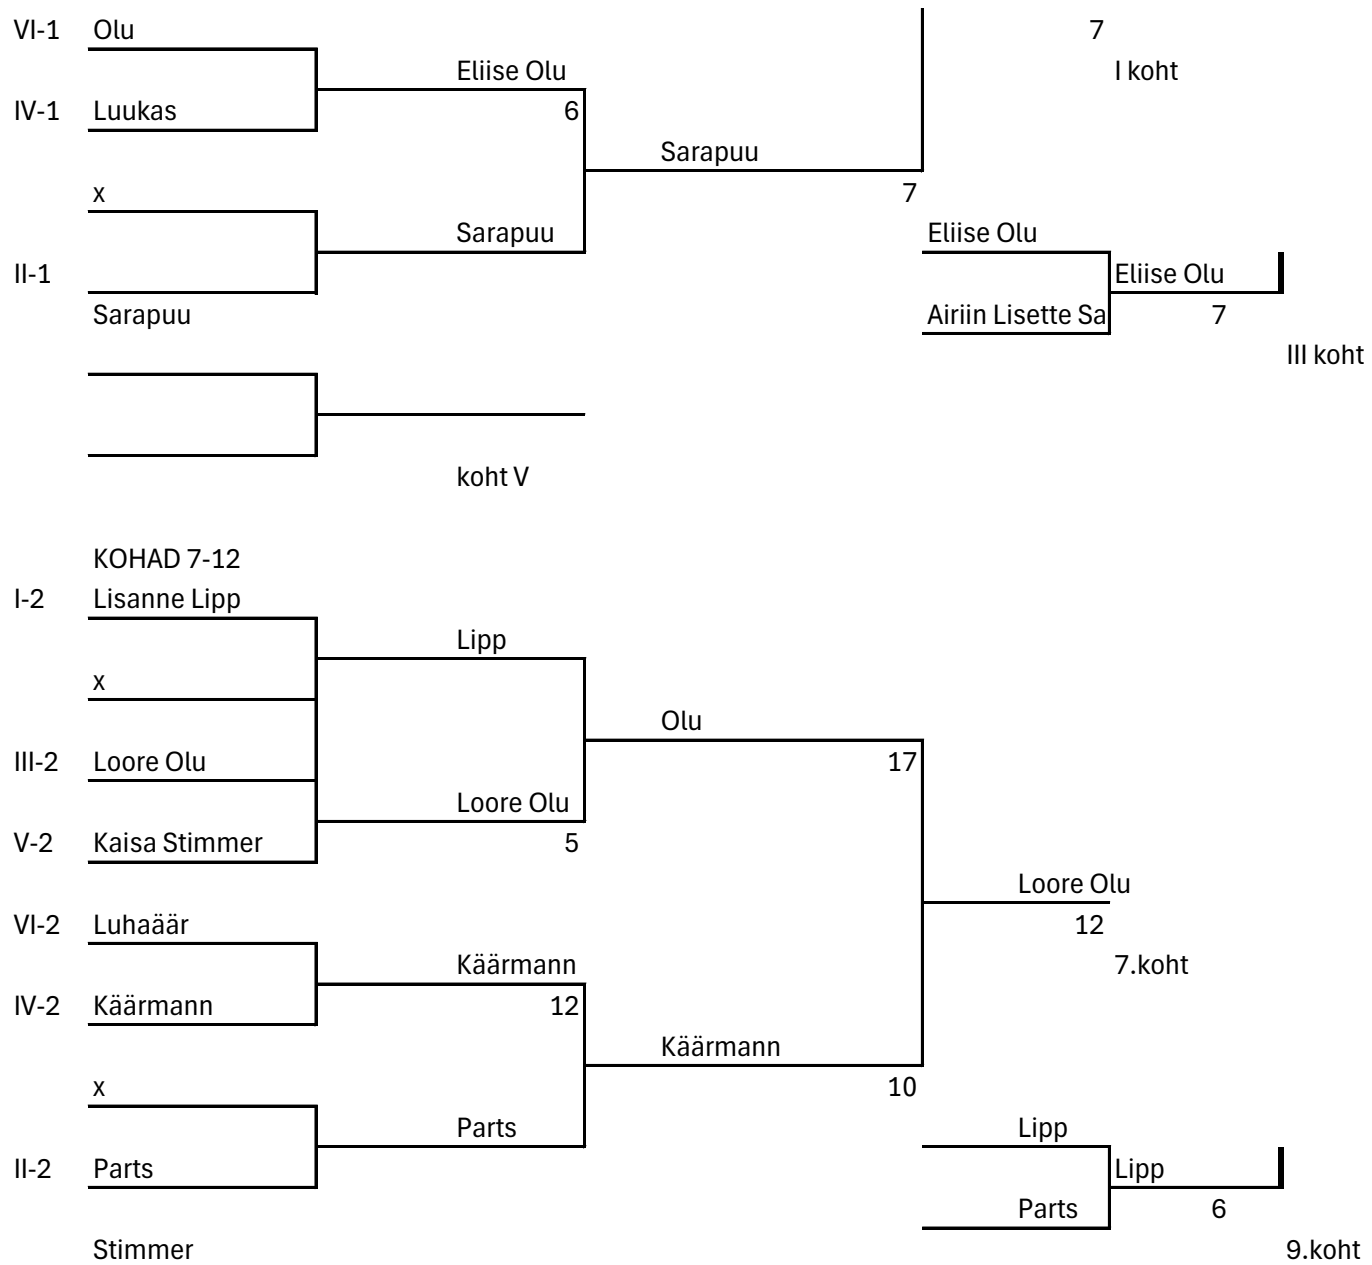 VI-1 Olu 7
Eliise Olu I koht
IV-1 Luukas 6
Sarapuu
x 7
Sarapuu Eliise Olu
II-1 Eliise Olu
Sarapuu Airiin Lisette Sa 7
III koht
koht V
KOHAD 7-12
I-2 Lisanne Lipp
Lipp
x
Olu
III-2 Loore Olu 17
Loore Olu
V-2 Kaisa Stimmer 5
Loore Olu
VI-2 Luhaäär 12
Käärmann 7.koht
IV-2 Käärmann 12
Käärmann
x 10
Parts Lipp
II-2 Parts Lipp
Parts 6
Stimmer 9.koht